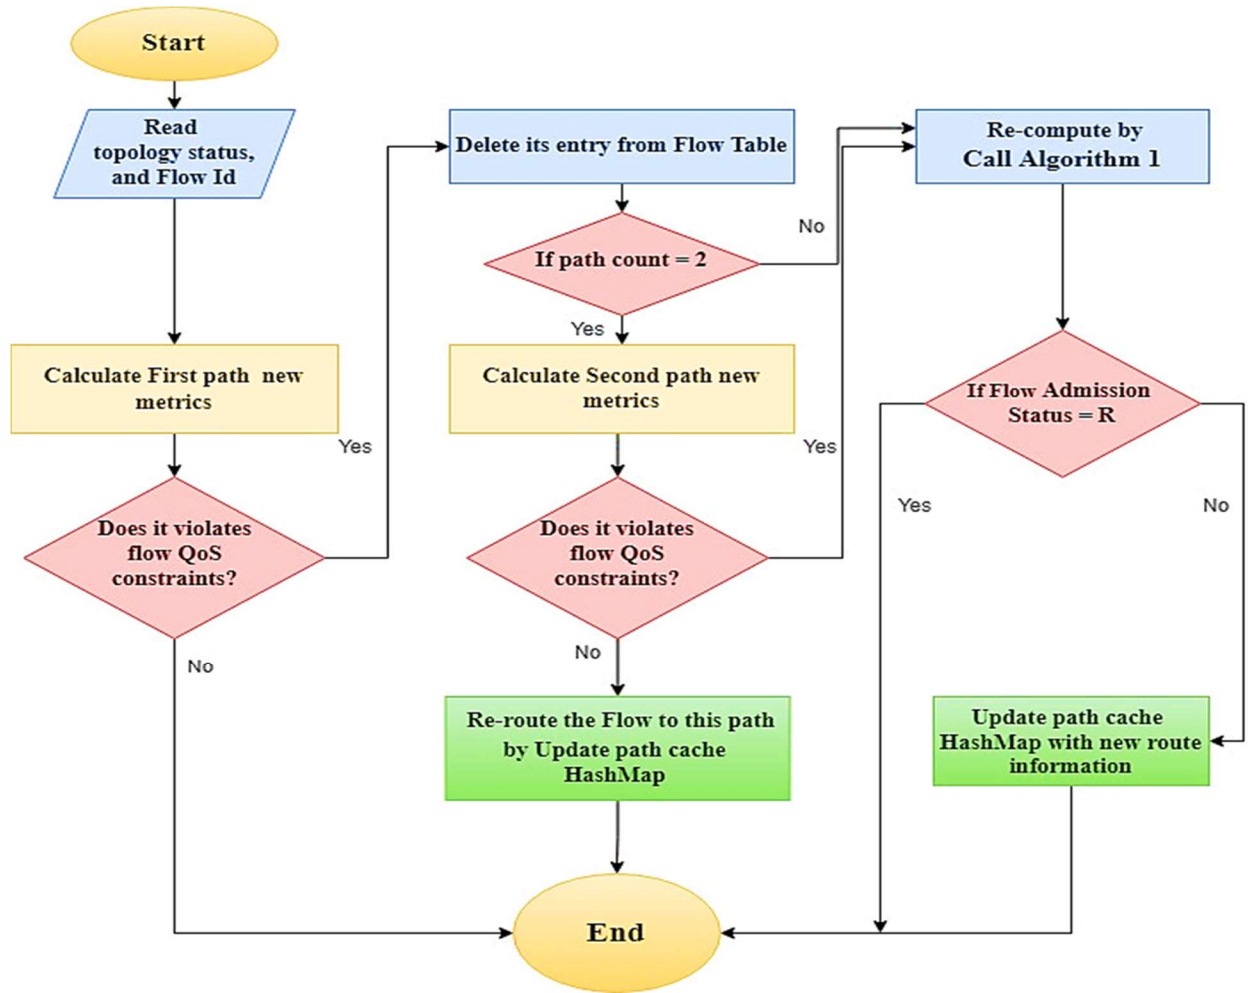 Start
Read
topology status,
and Flow Id
Calculate First path new
metrics
Yes
Does it violates
flow QoS
constraints?
No
Delete its entry from Flow Table
If path count = 2
No
Yes
Calculate Second path new
metrics
Yes
Does it violates
flow QoS
constraints?
No
Re-route the Flow to this path
by Update path cache
HashMap
Re-compute by
Call Algorithm 1
If Flow Admission
Status = R
Yes
No
Update path cache
HashMap with new route
information
End